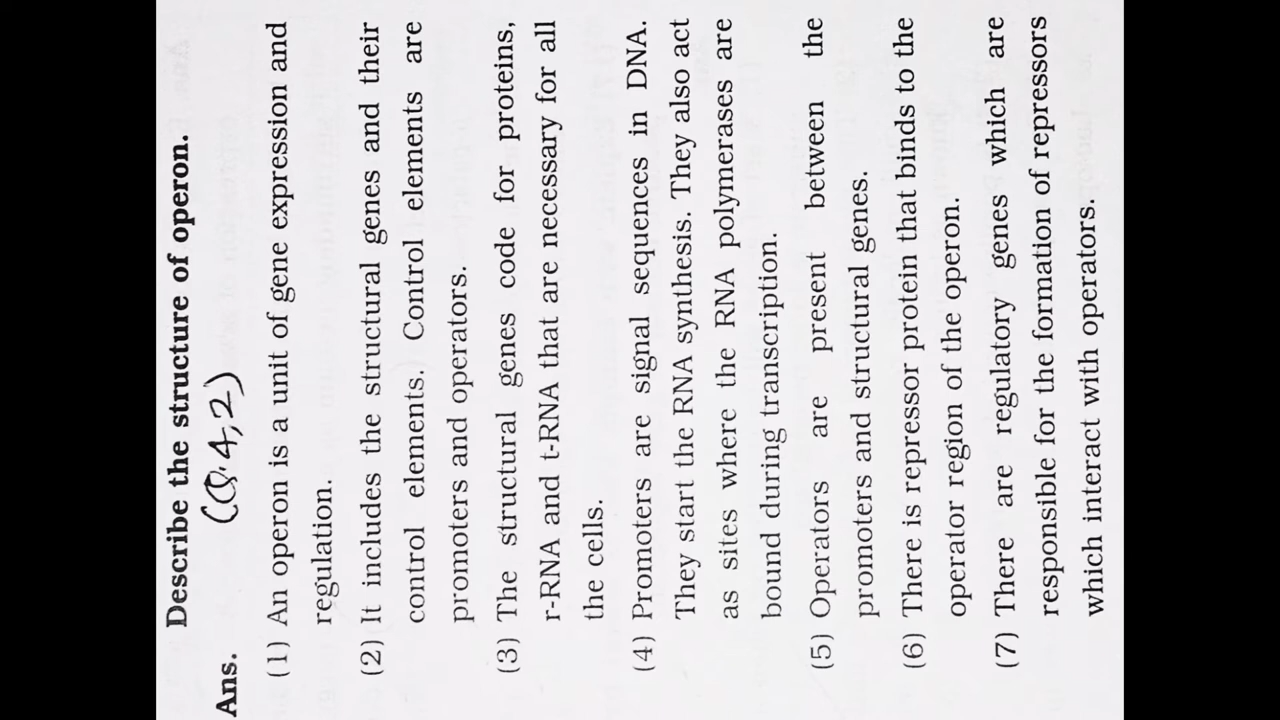 Describe the structure of operon.
Ans. (Q.4,2)
(1) An operon is a unit of gene expression and
regulation.
(2) It includes the structural genes and their
control elements. Control elements are
promoters and operators.
(3) The structural genes code for proteins,
r-RNA and t-RNA that are necessary for all
the cells.
(4) Promoters are signal sequences in DNA.
They start the RNA synthesis. They also act
as sites where the RNA polymerases are
bound during transcription.
(5) Operators are present between the
promoters and structural genes.
(6) There is repressor protein that binds to the
operator region of the operon.
(7) There are regulatory genes which are
responsible for the formation of repressors
which interact with operators.